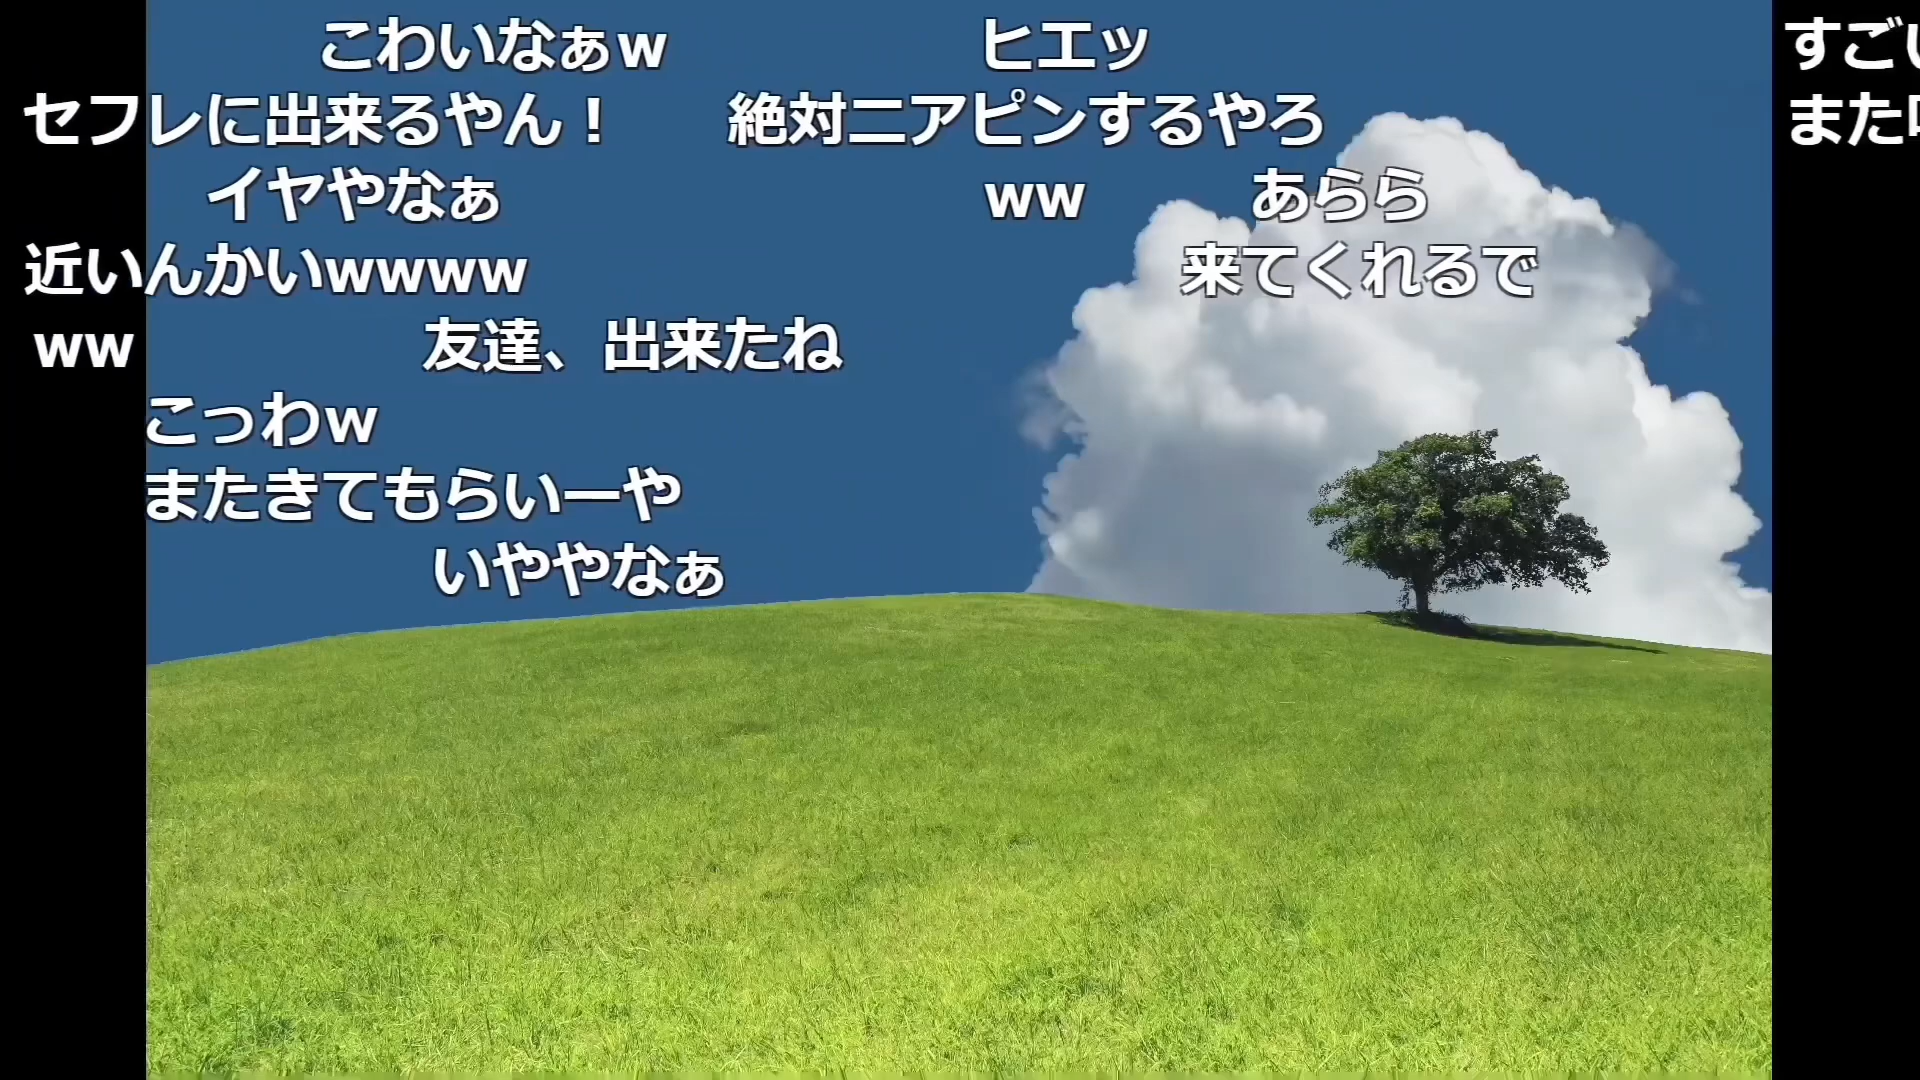 こわいなぁw ヒエッ すごい
セフレに出来るやん！ 絶対二アピンするやろ また
イヤやなぁ ww あらら
近いんかいwwww 来てくれるで
ww 友達、出来たね
こっわw
またきてもらいーや
いややなぁ